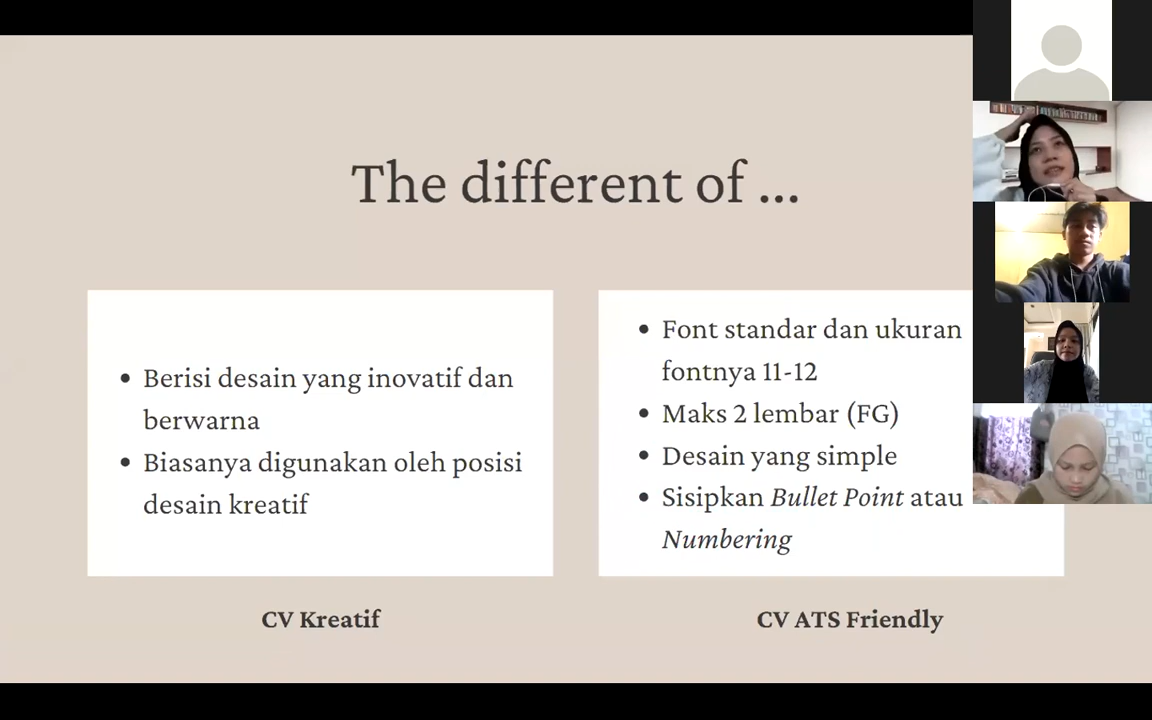 The different of ...
• Berisi desain yang inovatif dan
berwarna
• Biasanya digunakan oleh posisi
desain kreatif
CV Kreatif
• Font standar dan ukuran
fontnya 11-12
• Maks 2 lembar (FG)
• Desain yang simple
• Sisipkan Bullet Point atau
Numbering
CV ATS Friendly